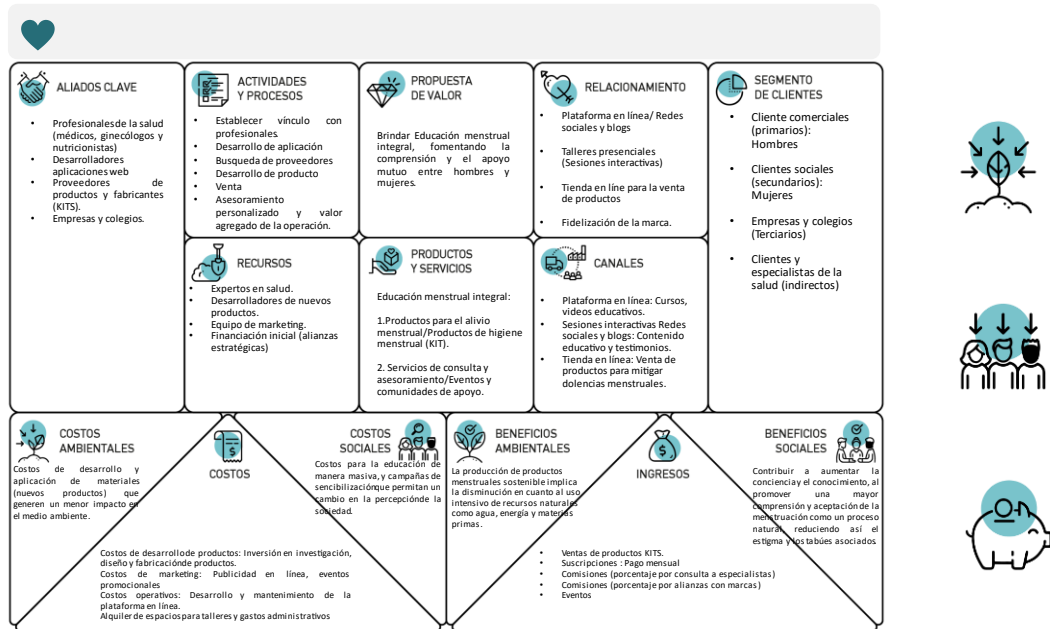 ALIADOS CLAVE
• Profesionales de la salud
(médicos, ginecólogos y
nutricionistas)
• Desarrolladores
aplicaciones web
• Proveedores de
productos y fabricantes
(KITS).
• Empresas y colegios.
ACTIVIDADES
Y PROCESOS
• Establecer vínculo con
profesionales.
• Desarrollo de aplicación
• Busqueda de proveedores
• Desarrollo de producto
• Venta
• Asesoramiento
personalizado y valor
agregado de la operación.
RECURSOS
• Expertos en salud.
• Desarrolladores de nuevos
productos.
• Equipo de marketing.
• Financiación inicial (alianzas
estratégicas)
PROPUESTA
DE VALOR
Brindar Educación menstrual
integral, fomentando la
comprensión y el apoyo
mutuo entre hombres y
mujeres.
PRODUCTOS
Y SERVICIOS
Educación menstrual integral:
1.Productos para el alivio
menstrual/Productos de higiene
menstrual (KIT).
2. Servicios de consulta y
asesoramiento/Eventos y
comunidades de apoyo.
RELACIONAMIENTO
• Plataforma en línea/ Redes
sociales y blogs
• Talleres presenciales
(Sesiones interactivas)
• Tienda en líne para la venta
de productos
• Fidelización de la marca.
CANALES
• Plataforma en línea: Cursos,
videos educativos.
• Sesiones interactivas Redes
sociales y blogs: Contenido
educativo y testimonios.
• Tienda en línea: Venta de
productos para mitigar
dolencias menstruales.
SEGMENTO
DE CLIENTES
• Cliente comerciales
(primarios):
Hombres
• Clientes sociales
(secundarios):
Mujeres
• Empresas y colegios
(Terciarios)
• Clientes y
especialistas de la
salud (indirectos)
COSTOS
AMBIENTALES
Costos de desarrollo y
aplicación de materiales
(nuevos productos) que
generen un menor impacto en
el medio ambiente.
COSTOS
Costos de desarrollo de productos: Inversión en investigación,
diseño y fabricación de productos.
Costos de marketing: Publicidad en línea, eventos
promocionales
Costos operativos: Desarrollo y mantenimiento de la
plataforma en línea.
Alquiler de espacios para talleres y gastos administrativos
COSTOS
SOCIALES
Costos para la educación de
manera masiva, y campañas de
sencibilización que permitan un
cambio en la percepción de la
sociedad.
BENEFICIOS
AMBIENTALES
La producción de productos
menstruales sostenible implica
la disminución en cuanto al uso
intensivo de recursos naturales
como agua, energía y materias
primas.
INGRESOS
• Ventas de productos KITS.
• Suscripciones : Pago mensual
• Comisiones (porcentaje por consulta a especialistas)
• Comisiones (porcentaje por alianzas con marcas)
• Eventos
BENEFICIOS
SOCIALES
Contribuir a aumentar la
conciencia y el conocimiento, al
promover una mayor
comprensión y aceptación de la
menstruación como un proceso
natural, reduciendo así el
estigma y los tabúes asociados.